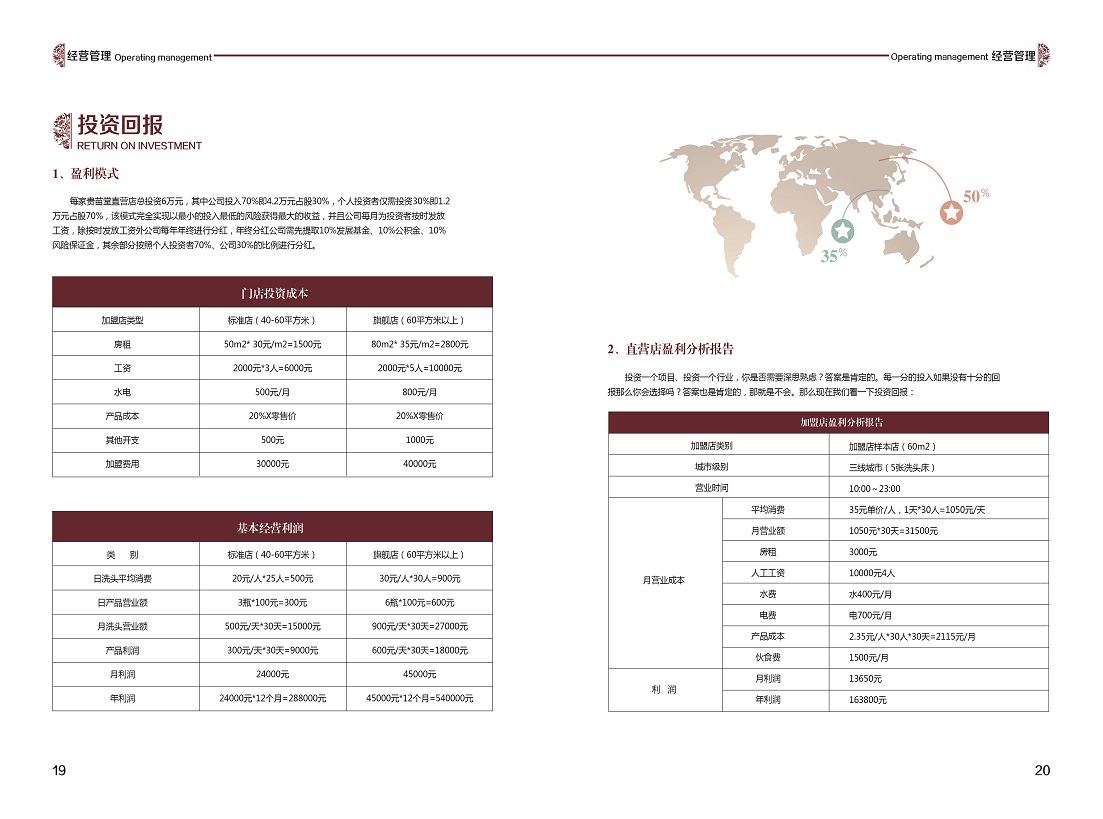 经营管理 Operating management
Operating management 经营管理
投资回报
RETURN ON INVESTMENT
1、盈利模式
每家贵苗堂直营店总投资6万元，其中公司投入70%即4.2万元占股30%，个人投资者仅需投资30%即1.2
万元占股70%，该模式完全实现以最小的投入最低的风险获得最大的收益，并且公司每月为投资者按时发放
工资，除按时发放工资外公司每年年终进行分红，年终分红公司需先提取10%发展基金、10%公积金、10%
风险保证金，其余部分按照个人投资者70%、公司30%的比例进行分红。
门店投资成本
加盟店类型 标准店（40-60平方米） 旗舰店（60平方米以上）
房租 50m2* 30元/m2=1500元 80m2* 35元/m2=2800元
工资 2000元*3人=6000元 2000元*5人=10000元
水电 500元/月 800元/月
产品成本 20%X零售价 20%X零售价
其他开支 500元 1000元
加盟费用 30000元 40000元
基本经营利润
类 别 标准店（40-60平方米） 旗舰店（60平方米以上）
日洗头平均消费 20元/人*25人=500元 30元/人*30人=900元
日产品营业额 3瓶*100元=300元 6瓶*100元=600元
月洗头营业额 500元/天*30天=15000元 900元/天*30天=27000元
产品利润 300元/天*30天=9000元 600元/天*30天=18000元
月利润 24000元 45000元
年利润 24000元*12个月=288000元 45000元*12个月=540000元
19
50%
35%
2、直营店盈利分析报告
投资一个项目、投资一个行业，你是否需要深思熟虑？答案是肯定的。每一分的投入如果没有十分的回
报那么你会选择吗？答案也是肯定的，那就是不会。那么现在我们看一下投资回报：
加盟店盈利分析报告
加盟店类别 加盟店样本店（60m2）
城市级别 三线城市（5张洗头床）
营业时间 10:00～23:00
月营业成本
平均消费 35元单价/人，1天*30人=1050元/天
月营业额 1050元*30天=31500元
房租 3000元
人工工资 10000元4人
水费 水400元/月
电费 电700元/月
产品成本 2.35元/人*30人*30天=2115元/月
伙食费 1500元/月
利 润
月利润 13650元
年利润 163800元
20